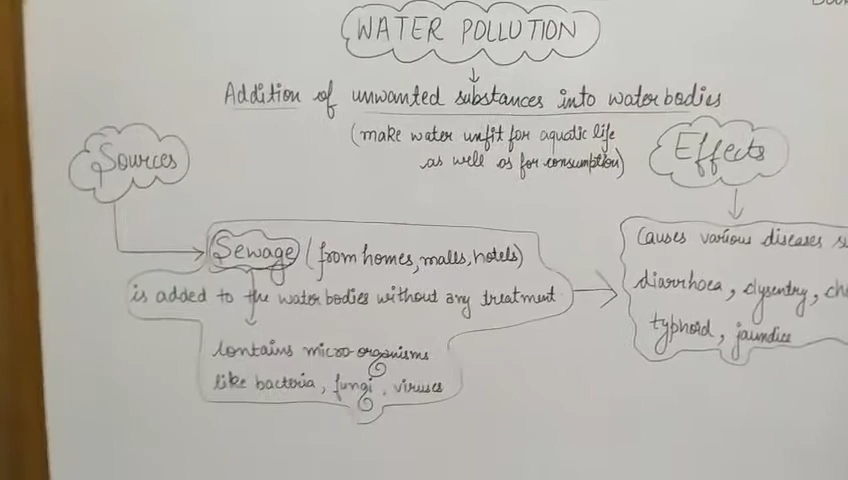 WATER POLLUTION
Addition of unwanted substances into waterbodies
(make water unfit for aquatic life
as well as for consumption)
Sources
Effects
Sewage (from homes, malls, hotels)
is added to the waterbodies without any treatment
contains micro-organisms
like bacteria, fungi, viruses
Causes various diseases
diarrhoea, dysentry,
typhoid, jaundice